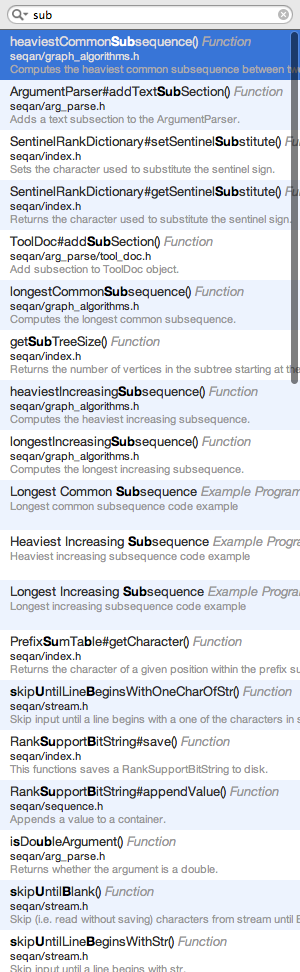 sub
heaviestCommonSubsequence() Function
seqan/graph_algorithms.h
Computes the heaviest common subsequence between tw
ArgumentParser#addTextSubSection() Function
seqan/arg_parse.h
Adds a text subsection to the ArgumentParser.
SentinelRankDictionary#setSentinelSubstitute() Function
seqan/index.h
Sets the character used to substitute the sentinel sign.
SentinelRankDictionary#getSentinelSubstitute() Function
seqan/index.h
Returns the character used to substitute the sentinel sign.
ToolDoc#addSubSection() Function
seqan/arg_parse/tool_doc.h
Add subsection to ToolDoc object.
longestCommonSubsequence() Function
seqan/graph_algorithms.h
Computes the longest common subsequence.
getSubTreeSize() Function
seqan/index.h
Returns the number of vertices in the subtree starting at the
heaviestIncreasingSubsequence() Function
seqan/graph_algorithms.h
Computes the heaviest increasing subsequence.
longestIncreasingSubsequence() Function
seqan/graph_algorithms.h
Computes the longest increasing subsequence.
Longest Common Subsequence Example Program
Longest common subsequence code example
Heaviest Increasing Subsequence Example Progra
Heaviest increasing subsequence code example
Longest Increasing Subsequence Example Program
Longest increasing subsequence code example
PrefixSumTable#getCharacter() Function
seqan/index.h
Returns the character of a given position within the prefix su
skipUntilLineBeginsWithOneCharOfStr() Function
seqan/stream.h
Skip input until a line begins with a one of the characters in s
RankSupportBitString#save() Function
seqan/index.h
This functions saves a RankSupportBitString to disk.
RankSupportBitString#appendValue() Function
seqan/sequence.h
Appends a value to a container.
isDoubleArgument() Function
seqan/arg_parse.h
Returns whether the argument is a double.
skipUntilBlank() Function
seqan/stream.h
Skip (i.e. read without saving) characters from stream until B
skipUntilLineBeginsWithStr() Function
seqan/stream.h
Skip input until a line begins with str.